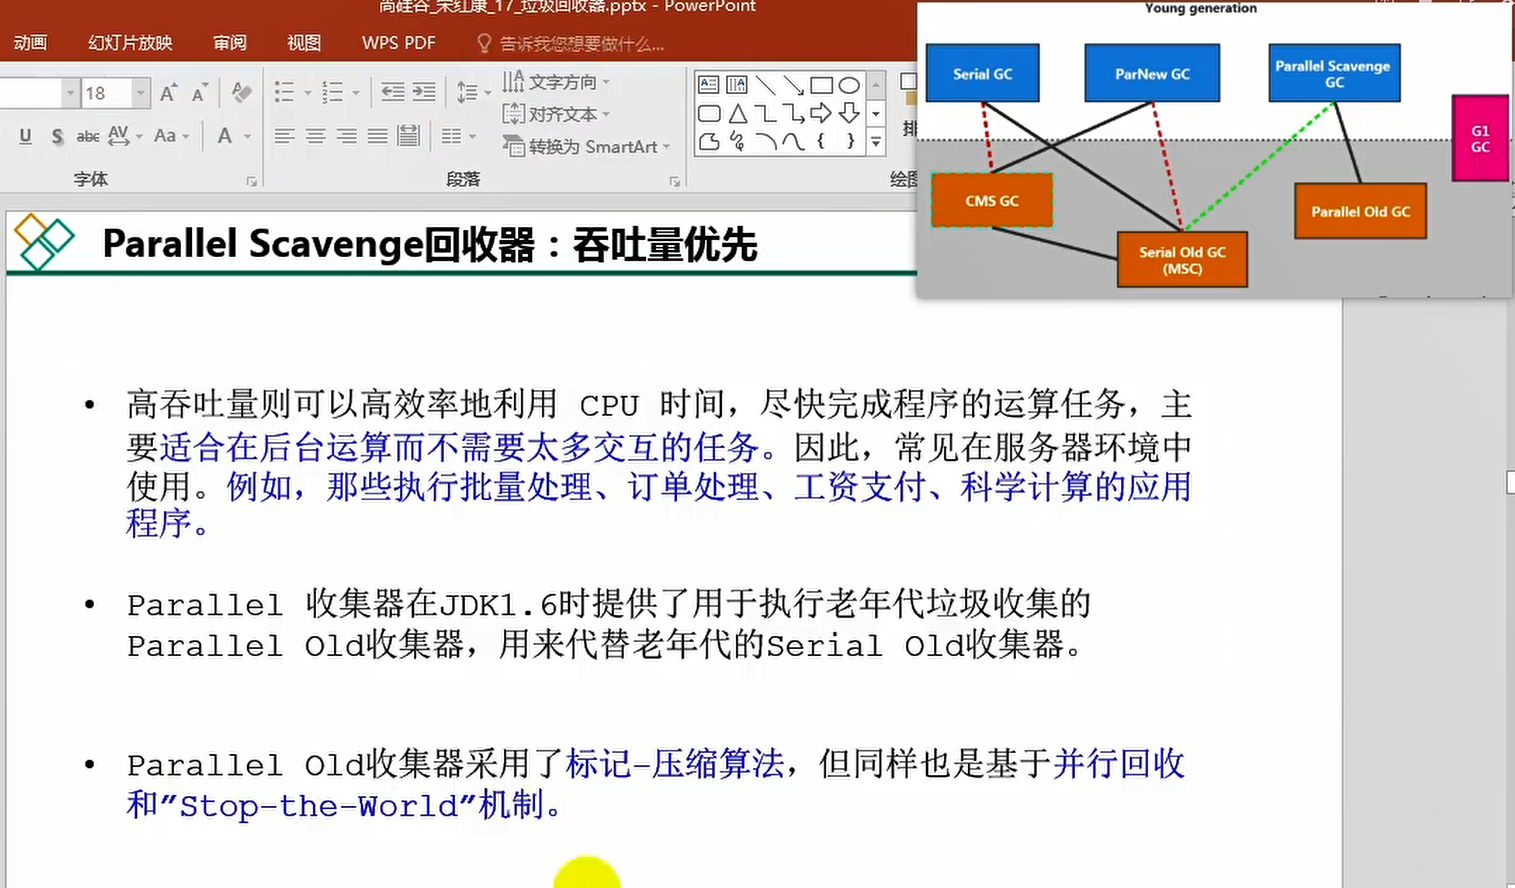 尚硅谷_宋红康_17_垃圾回收器.pptx - PowerPoint
动画 幻灯片放映 审阅 视图 WPS PDF 告诉我您想要做什么...
18
文字方向
对齐文本
转换为 SmartArt
U S abc AV Aa A
字体 段落 绘图
Young generation
Serial GC
ParNew GC
Parallel Scavenge
GC
G1
GC
CMS GC
Parallel Old GC
Serial Old GC
(MSC)
Parallel Scavenge回收器：吞吐量优先
• 高吞吐量则可以高效率地利用 CPU 时间，尽快完成程序的运算任务，主
要适合在后台运算而不需要太多交互的任务。因此，常见在服务器环境中
使用。例如，那些执行批量处理、订单处理、工资支付、科学计算的应用
程序。
• Parallel 收集器在JDK1.6时提供了用于执行老年代垃圾收集的
Parallel Old收集器，用来代替老年代的Serial Old收集器。
• Parallel Old收集器采用了标记-压缩算法，但同样也是基于并行回收
和”Stop-the-World”机制。